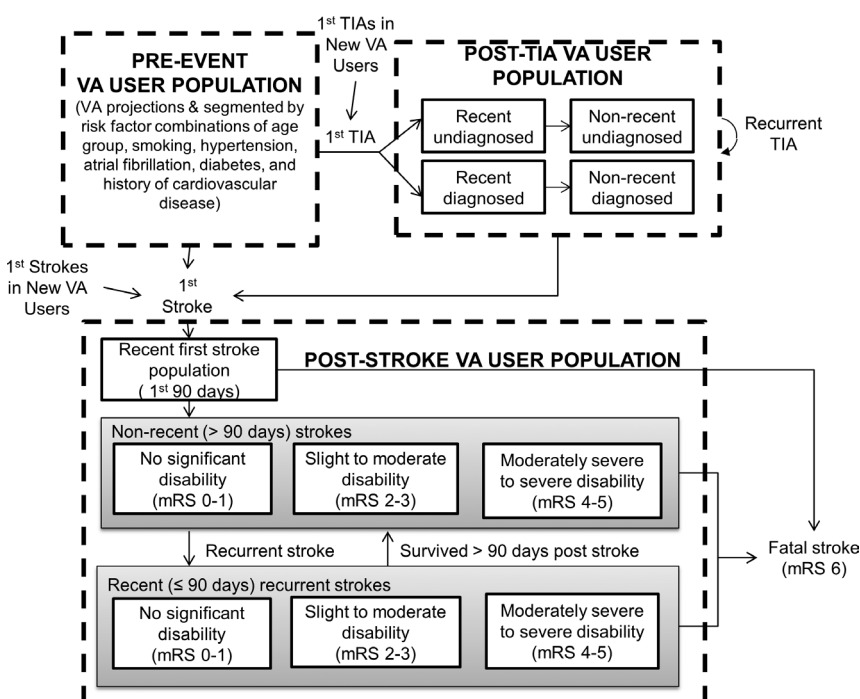 PRE-EVENT
VA USER POPULATION
(VA projections & segmented by
risk factor combinations of age
group, smoking, hypertension,
atrial fibrillation, diabetes, and
history of cardiovascular
disease)
1st TIAs in
New VA
Users
1st TIA
POST-TIA VA USER
POPULATION
Recent
undiagnosed
Non-recent
undiagnosed
Recent
diagnosed
Non-recent
diagnosed
Recurrent
TIA
1st Strokes
in New VA
Users
1st
Stroke
Recent first stroke
population
( 1st 90 days)
POST-STROKE VA USER POPULATION
Non-recent (> 90 days) strokes
No significant
disability
(mRS 0-1)
Slight to moderate
disability
(mRS 2-3)
Moderately severe
to severe disability
(mRS 4-5)
Recurrent stroke
Survived > 90 days post stroke
Fatal stroke
(mRS 6)
Recent (≤ 90 days) recurrent strokes
No significant
disability
(mRS 0-1)
Slight to moderate
disability
(mRS 2-3)
Moderately severe
to severe disability
(mRS 4-5)